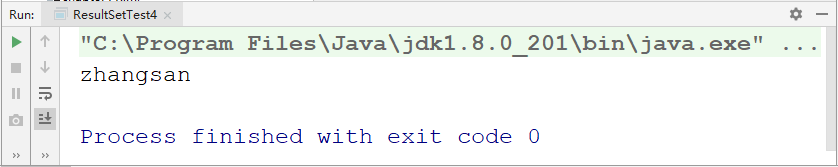 Run: ResultSetTest4 ×
"C:\Program Files\Java\jdk1.8.0_201\bin\java.exe" ...
zhangsan
Process finished with exit code 0